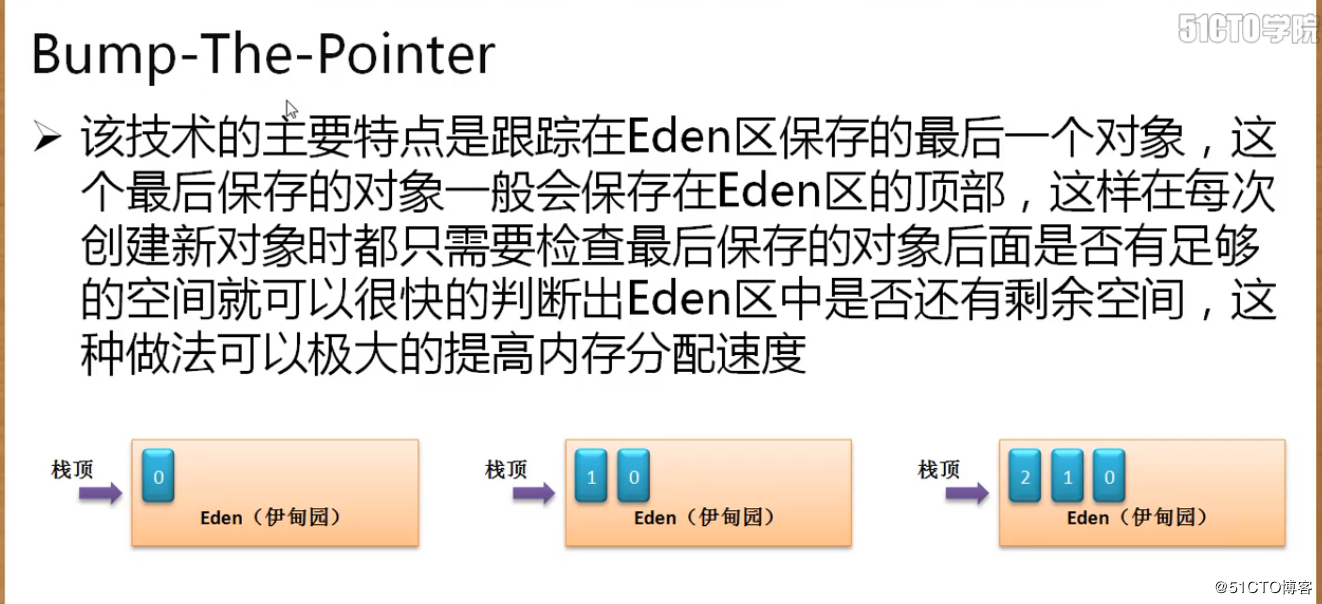 51CTO学院
Bump-The-Pointer
➢ 该技术的主要特点是跟踪在Eden区保存的最后一个对象，这
个最后保存的对象一般会保存在Eden区的顶部，这样在每次
创建新对象时都只需要检查最后保存的对象后面是否有足够
的空间就可以很快的判断出Eden区中是否还有剩余空间，这
种做法可以极大的提高内存分配速度
栈顶
0
Eden（伊甸园）
栈顶
1 0
Eden（伊甸园）
栈顶
2 1 0
Eden（伊甸园）
@51CTO博客